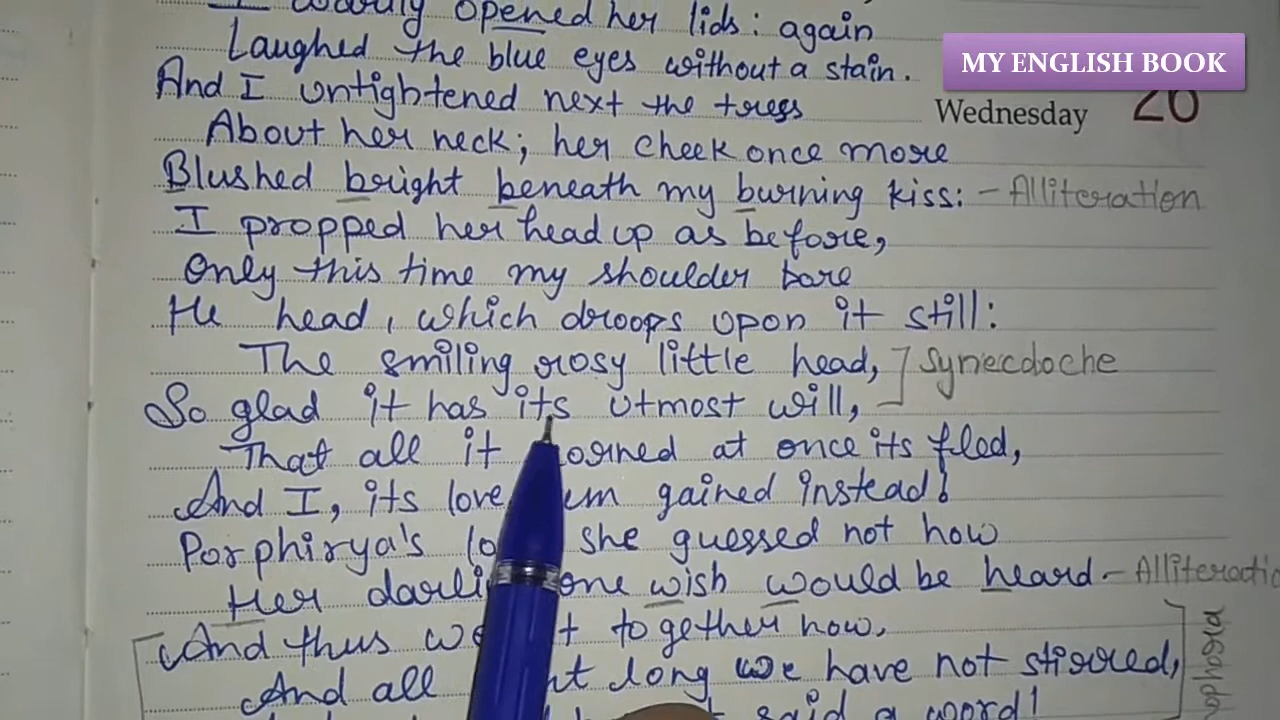 I warily opened her lids: again
Laughed the blue eyes without a stain.
MY ENGLISH BOOK
And I untightened next the tress
Wednesday 20
About her neck; her cheek once more
Blushed bright beneath my burning kiss: - Alliteration
I propped her head up as before,
Only this time my shoulder bore
He head, which droops upon it still:
The smiling rosy little head, ] Synecdoche
So glad it has its utmost will,
That all it at once its fled,
And I, its love gained instead!
Porphirya's she guessed not how
Her one wish would be heard - Alliteratio
And thus together now,
And all long we have not stirred,
said a word!